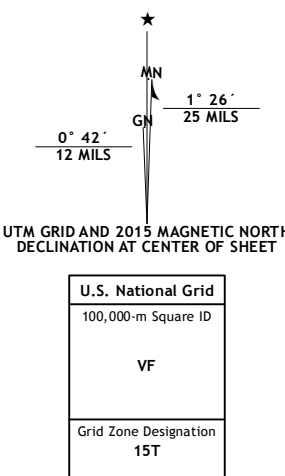 ★
MN
1° 26´
25 MILS
GN
0° 42´
12 MILS
UTM GRID AND 2015 MAGNETIC NORTH
DECLINATION AT CENTER OF SHEET
U.S. National Grid
100,000-m Square ID
VF
Grid Zone Designation
15T